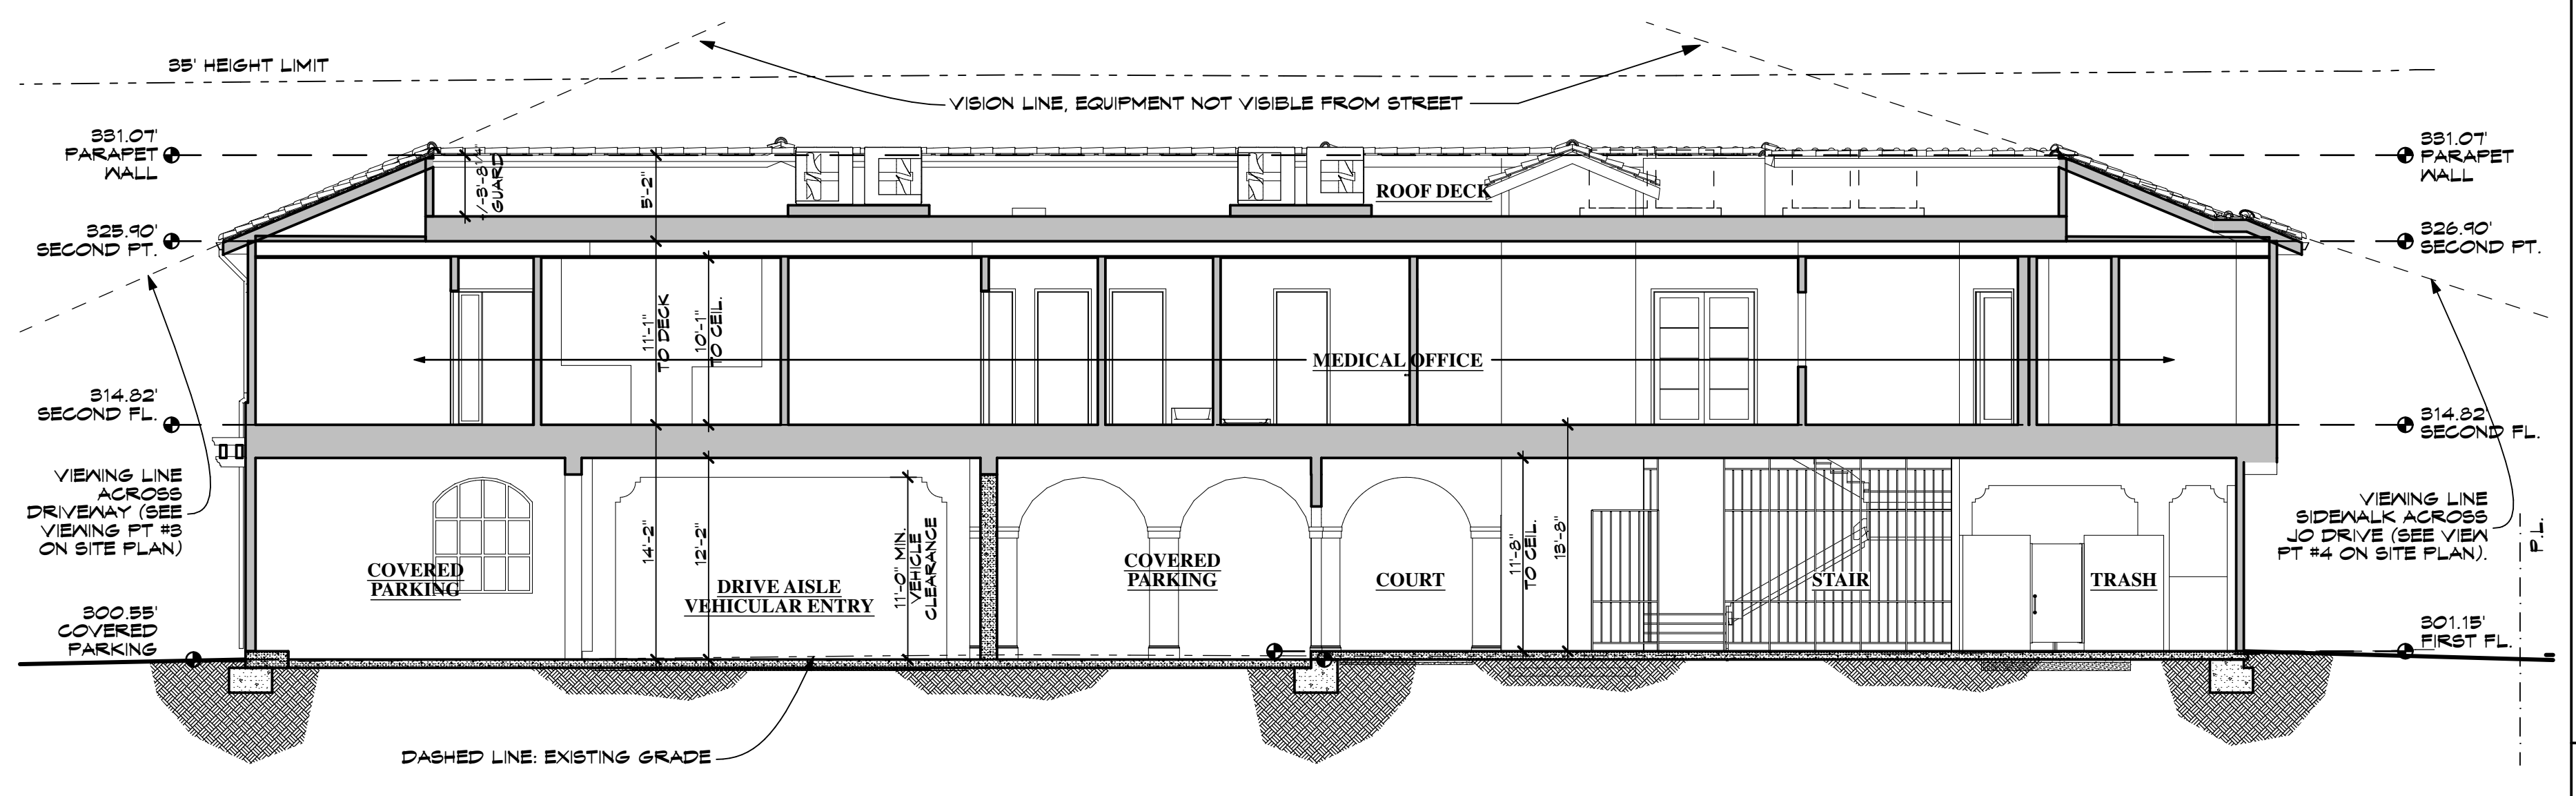 35' HEIGHT LIMIT
VISION LINE, EQUIPMENT NOT VISIBLE FROM STREET
331.07'
PARAPET
WALL
331.07'
PARAPET
WALL
+/-3'-8 1/4"
GUARD
5'-2"
ROOF DECK
325.90'
SECOND PT.
326.90'
SECOND PT.
11'-1"
TO DECK
10'-1"
TO CEIL.
MEDICAL OFFICE
314.82'
SECOND FL.
314.82'
SECOND FL.
VIEWING LINE
ACROSS
DRIVEWAY (SEE
VIEWING PT #3
ON SITE PLAN)
VIEWING LINE
SIDEWALK ACROSS
JO DRIVE (SEE VIEW
PT #4 ON SITE PLAN).
P.L.
COVERED
PARKING
14'-2"
12'-2"
DRIVE AISLE
VEHICULAR ENTRY
11'-0" MIN.
VEHICLE
CLEARANCE
COVERED
PARKING
COURT
11'-8"
TO CEIL.
13'-8"
STAIR
TRASH
300.55'
COVERED
PARKING
301.15'
FIRST FL.
DASHED LINE: EXISTING GRADE